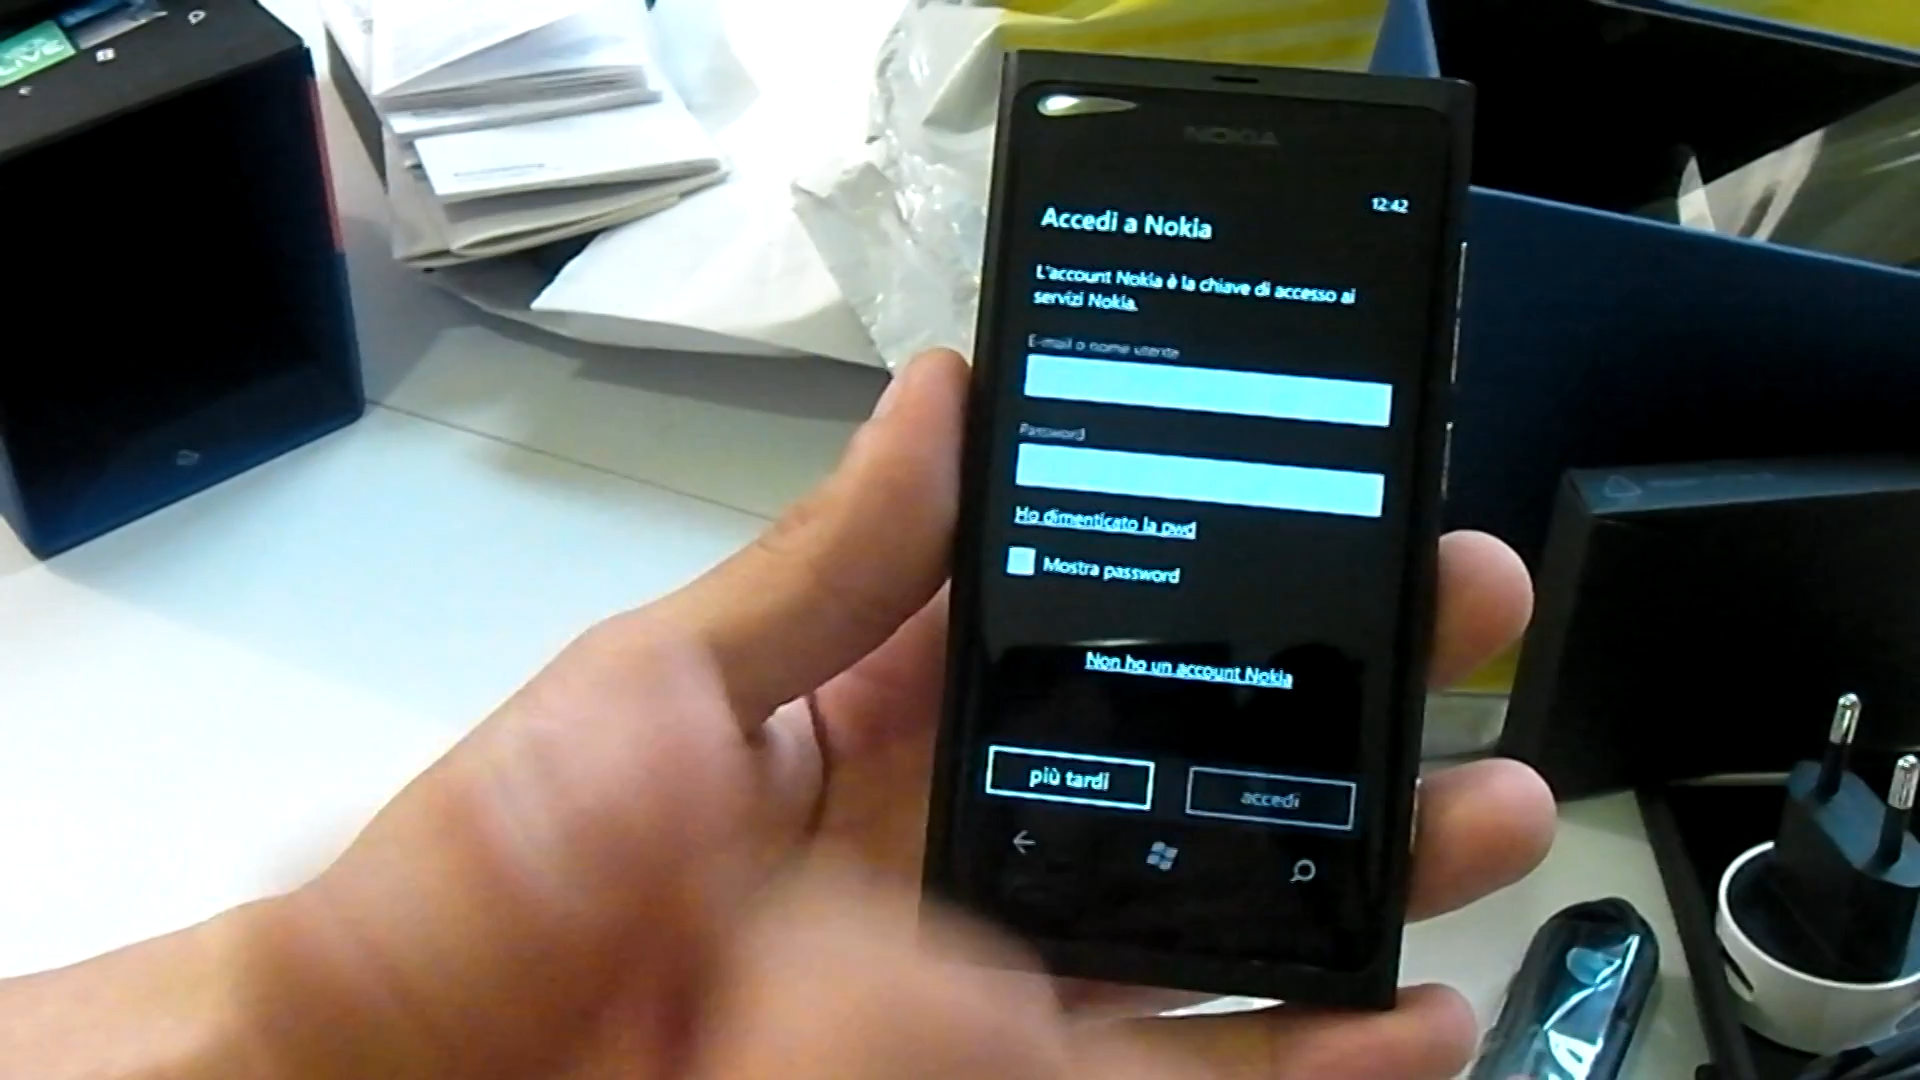 LIVE
NOKIA
12:42
Accedi a Nokia
L'account Nokia è la chiave di accesso ai
servizi Nokia.
E-mail o nome utente
Password
Ho dimenticato la pwd
Mostra password
Non ho un account Nokia
più tardi
accedi